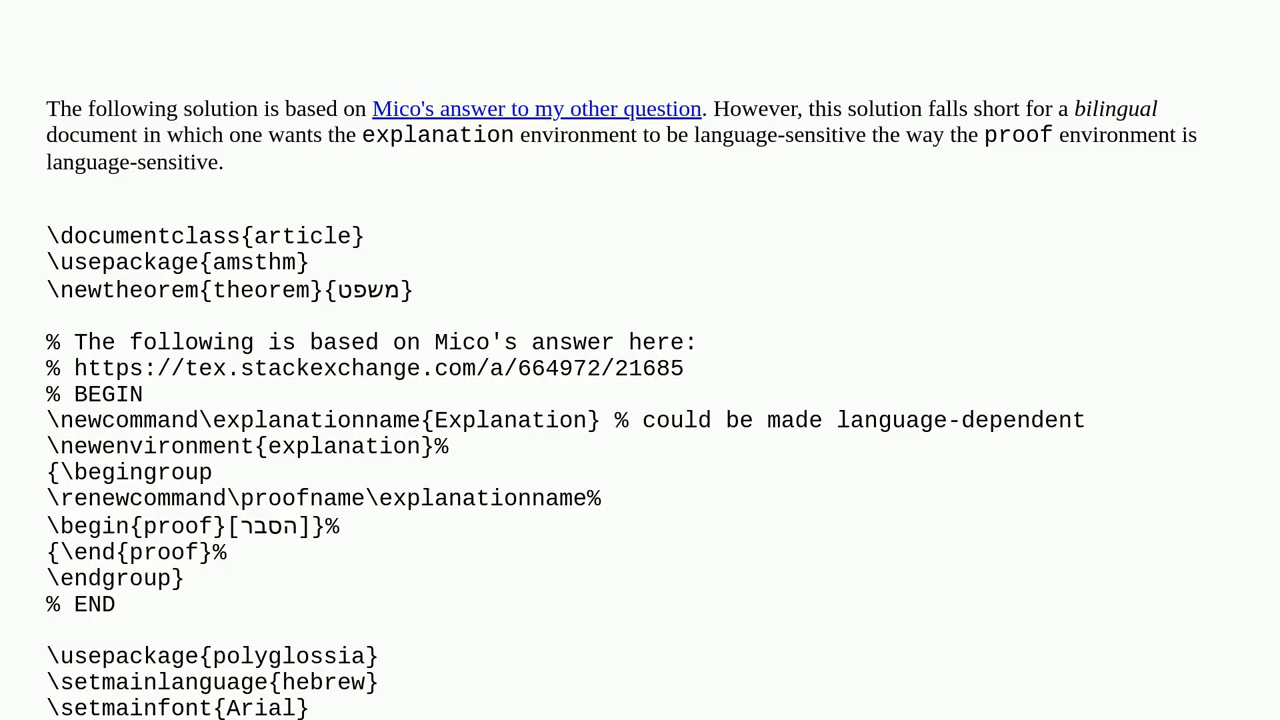 The following solution is based on Mico's answer to my other question. However, this solution falls short for a bilingual
document in which one wants the explanation environment to be language-sensitive the way the proof environment is
language-sensitive.
\documentclass{article}
\usepackage{amsthm}
\newtheorem{theorem}{משפט}
% The following is based on Mico's answer here:
% https://tex.stackexchange.com/a/664972/21685
% BEGIN
\newcommand\explanationname{Explanation} % could be made language-dependent
\newenvironment{explanation}%
{\begingroup
\renewcommand\proofname\explanationname%
\begin{proof}[הסבר]}%
{\end{proof}%
\endgroup}
% END
\usepackage{polyglossia}
\setmainlanguage{hebrew}
\setmainfont{Arial}